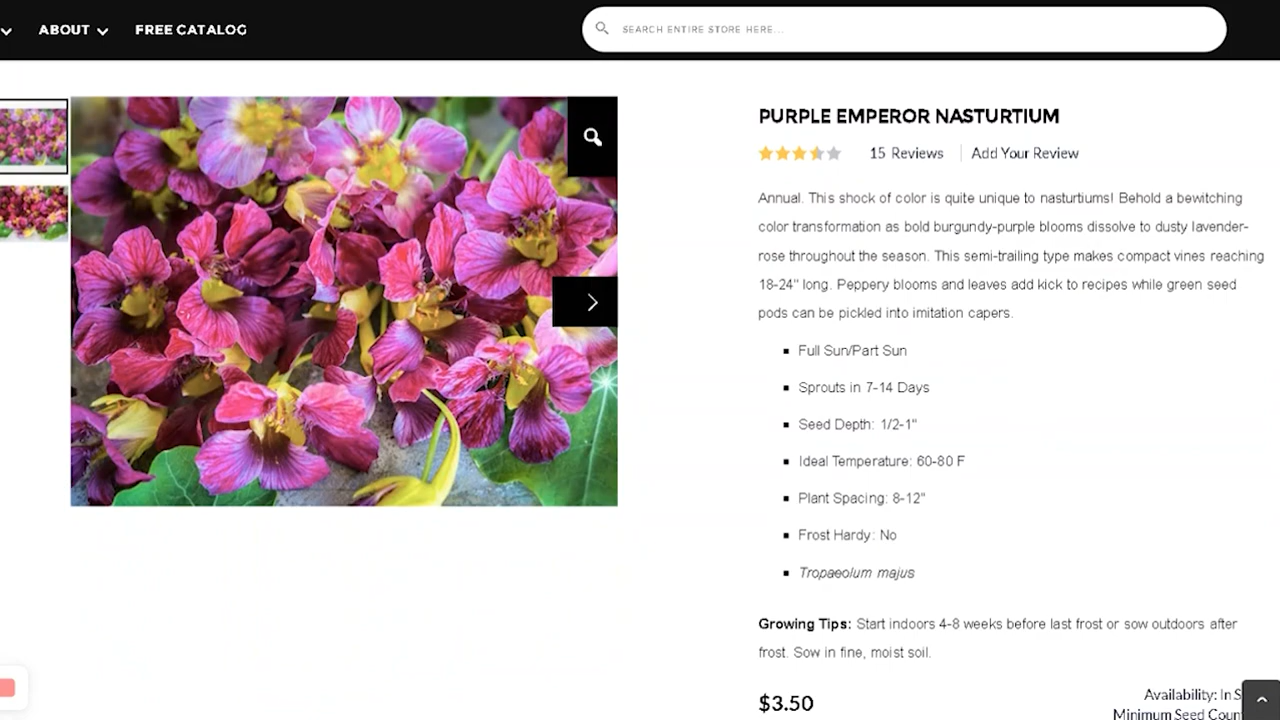 ABOUT
FREE CATALOG
SEARCH ENTIRE STORE HERE...
PURPLE EMPEROR NASTURTIUM
15 Reviews
Add Your Review
Annual. This shock of color is quite unique to nasturtiums! Behold a bewitching
color transformation as bold burgundy-purple blooms dissolve to dusty lavender-
rose throughout the season. This semi-trailing type makes compact vines reaching
18-24" long. Peppery blooms and leaves add kick to recipes while green seed
pods can be pickled into imitation capers.
Full Sun/Part Sun
Sprouts in 7-14 Days
Seed Depth: 1/2-1"
Ideal Temperature: 60-80 F
Plant Spacing: 8-12"
Frost Hardy: No
Tropaeolum majus
Growing Tips: Start indoors 4-8 weeks before last frost or sow outdoors after
frost. Sow in fine, moist soil.
$3.50
Availability: In
Minimum Seed